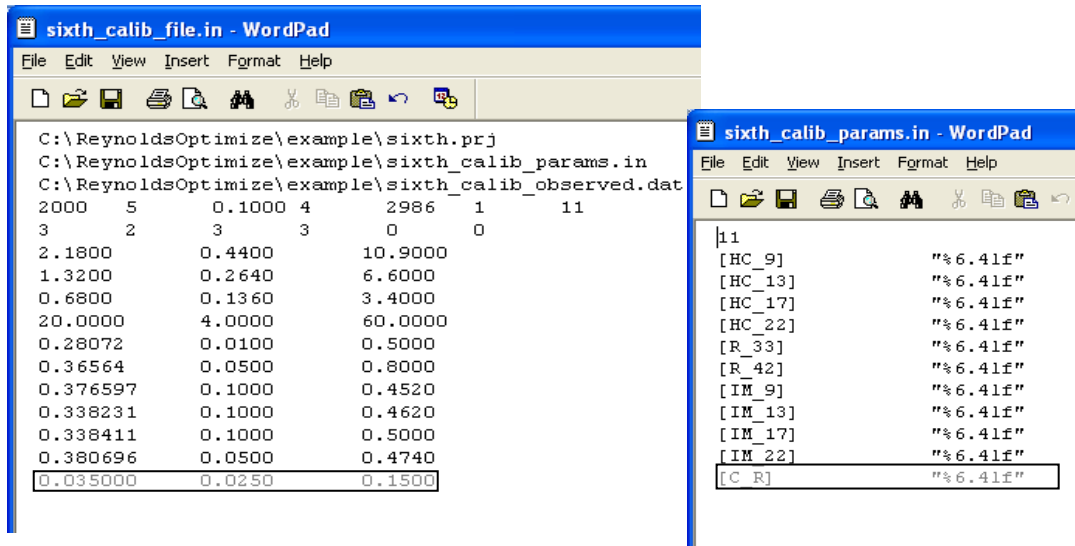 sixth_calib_file.in - WordPad
File Edit View Insert Format Help
C:\ReynoldsOptimize\example\sixth.prj
C:\ReynoldsOptimize\example\sixth_calib_params.in
C:\ReynoldsOptimize\example\sixth_calib_observed.dat
2000 5 0.1000 4 2986 1 11
3 2 3 3 0 0
2.1800 0.4400 10.9000
1.3200 0.2640 6.6000
0.6800 0.1360 3.4000
20.0000 4.0000 60.0000
0.28072 0.0100 0.5000
0.36564 0.0500 0.8000
0.376597 0.1000 0.4520
0.338231 0.1000 0.4620
0.338411 0.1000 0.5000
0.380696 0.0500 0.4740
0.035000 0.0250 0.1500
sixth_calib_params.in - WordPad
File Edit View Insert Format Help
11
[HC_9] "%6.4lf"
[HC_13] "%6.4lf"
[HC_17] "%6.4lf"
[HC_22] "%6.4lf"
[R_33] "%6.4lf"
[R_42] "%6.4lf"
[IM_9] "%6.4lf"
[IM_13] "%6.4lf"
[IM_17] "%6.4lf"
[IM_22] "%6.4lf"
[C_R] "%6.4lf"